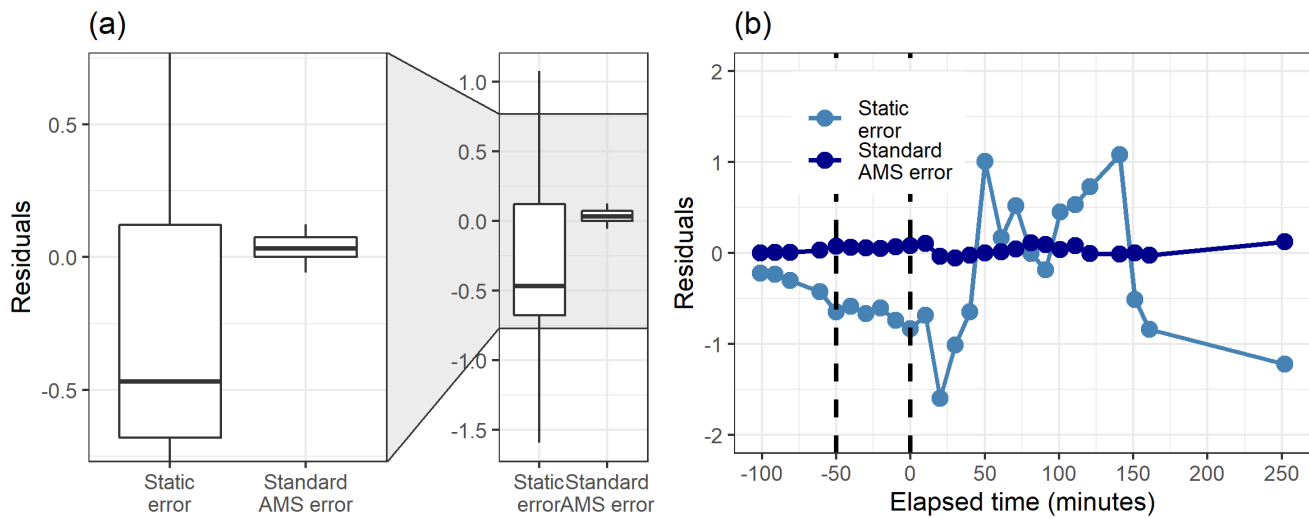 (a)
Residuals
0.5
0.0
-0.5
Static
error
Standard
AMS error
1.0
0.5
0.0
-0.5
-1.0
-1.5
Static
error
Standard
AMS error
(b)
Residuals
2
1
0
-1
-2
Static
error
Standard
AMS error
-100
-50
0
50
100
150
200
250
Elapsed time (minutes)